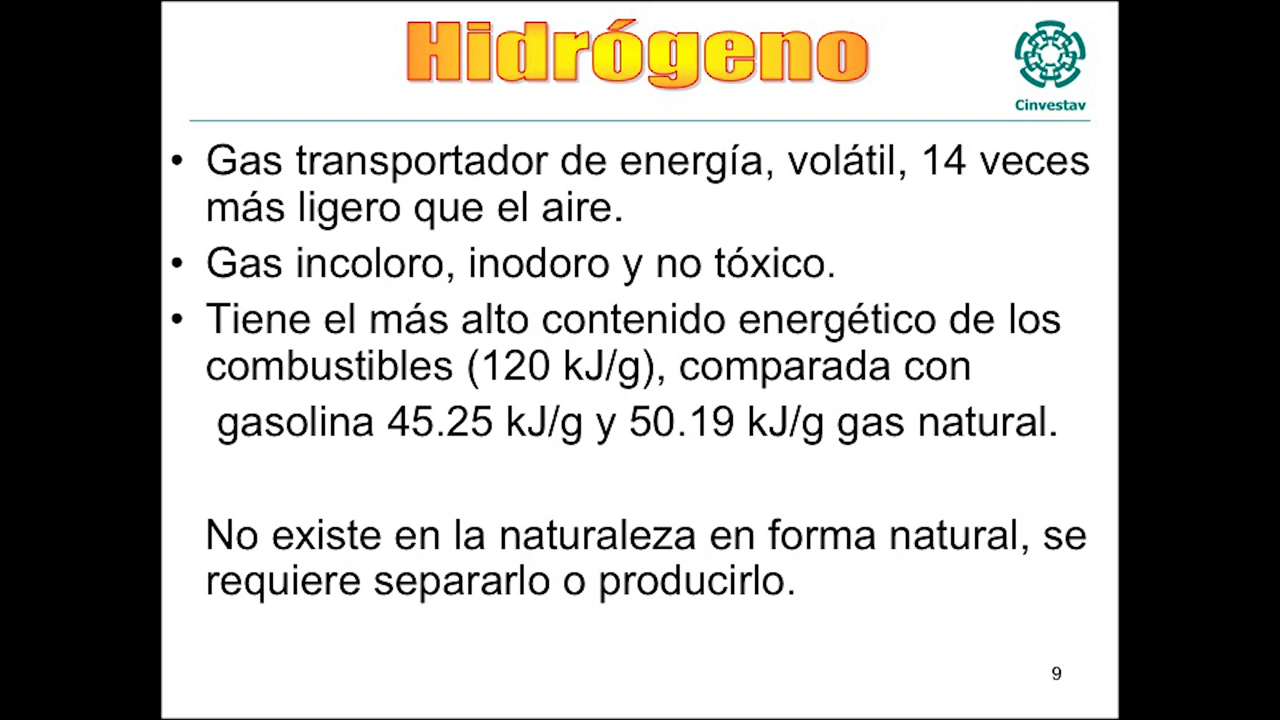 Hidrógeno
Cinvestav
• Gas transportador de energía, volátil, 14 veces
más ligero que el aire.
• Gas incoloro, inodoro y no tóxico.
• Tiene el más alto contenido energético de los
combustibles (120 kJ/g), comparada con
gasolina 45.25 kJ/g y 50.19 kJ/g gas natural.
No existe en la naturaleza en forma natural, se
requiere separarlo o producirlo.
9